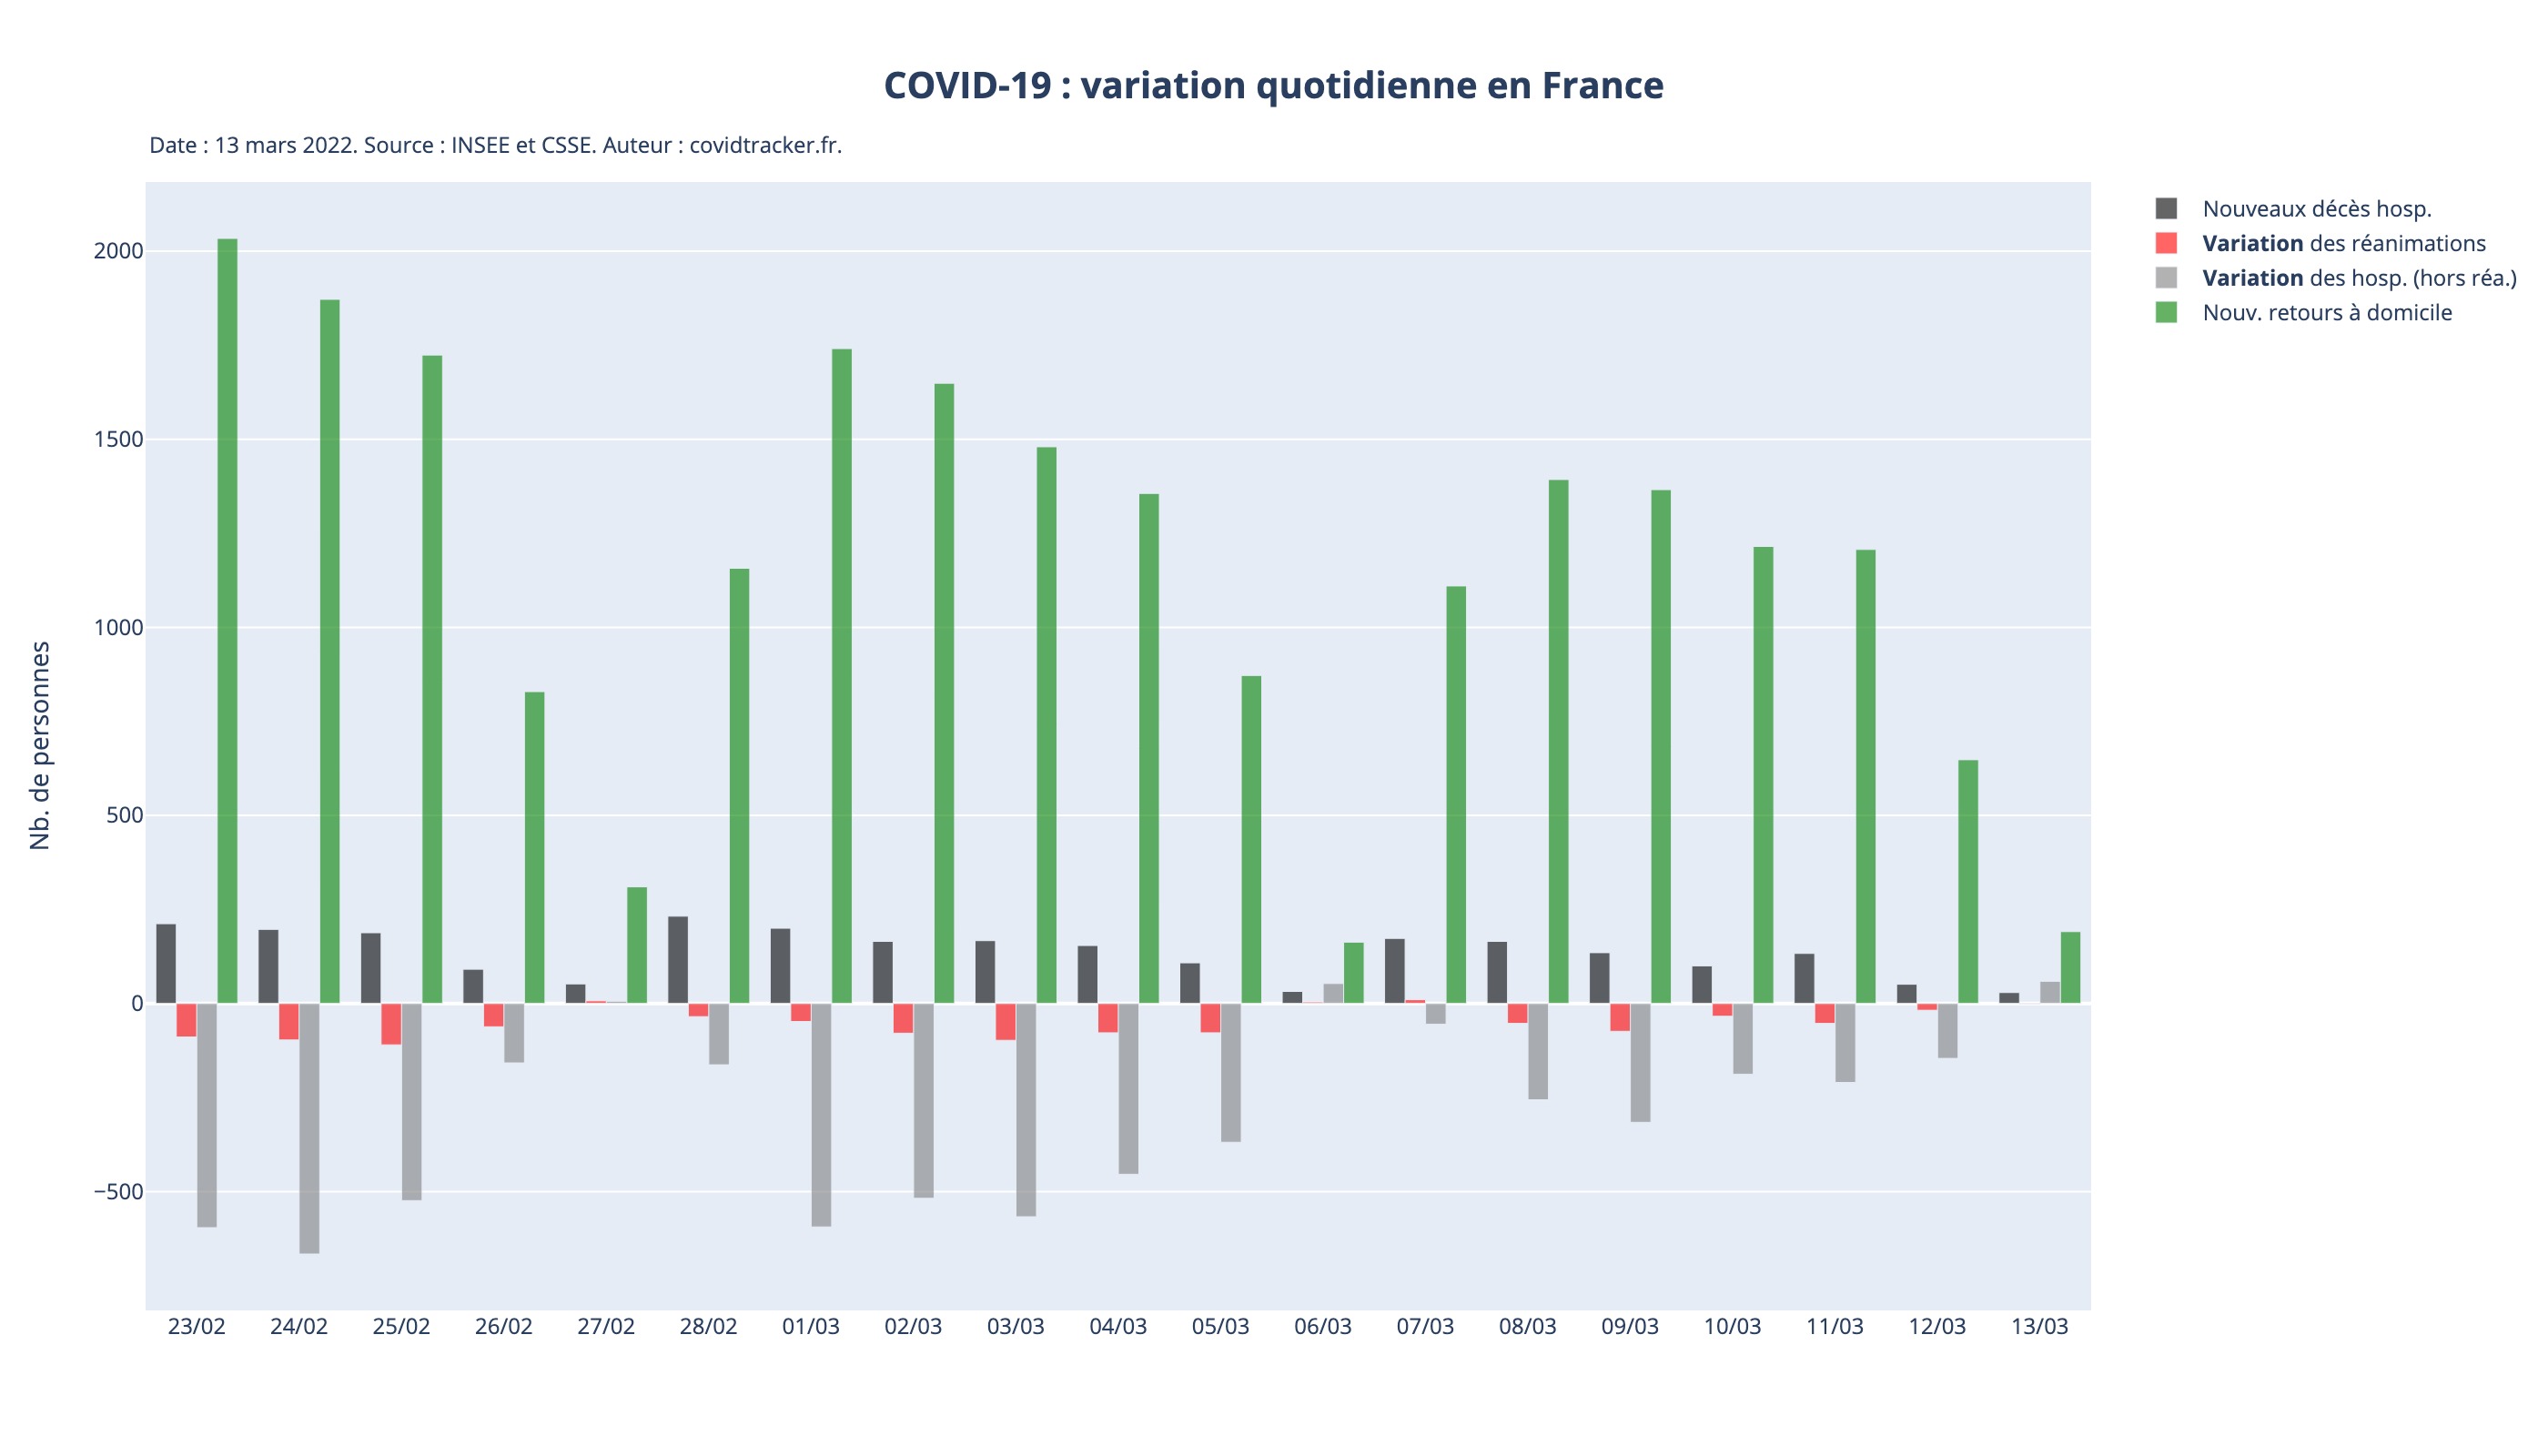 COVID-19 : variation quotidienne en France
Date : 13 mars 2022. Source : INSEE et CSSE. Auteur : covidtracker.fr.
Nouveaux décès hosp.
Variation des réanimations
Variation des hosp. (hors réa.)
Nouv. retours à domicile
Nb. de personnes
2000
1500
1000
500
0
−500
23/02 24/02 25/02 26/02 27/02 28/02 01/03 02/03 03/03 04/03 05/03 06/03 07/03 08/03 09/03 10/03 11/03 12/03 13/03